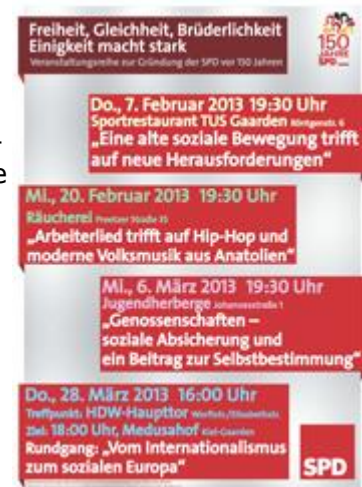 Freiheit, Gleichheit, Brüderlichkeit
Einigkeit macht stark
Veranstaltungsreihe zur Gründung der SPD vor 150 Jahren
150
JAHRE
SPD
Do., 7. Februar 2013 19:30 Uhr
Sportrestaurant TUS Gaarden Röntgenstr. 6
„Eine alte soziale Bewegung trifft
auf neue Herausforderungen“
e
Mi., 20. Februar 2013 19:30 Uhr
Räucherei Preetzer Straße 35
„Arbeiterlied trifft auf Hip-Hop und
moderne Volksmusik aus Anatolien“
Mi., 6. März 2013 19:30 Uhr
Jugendherberge Johannesstraße 1
„Genossenschaften –
soziale Absicherung und
ein Beitrag zur Selbstbestimmung“
Do., 28. März 2013 16:00 Uhr
Treffpunkt: HDW-Haupttor
Ziel: 18:00 Uhr, Medusahof Kiel-Gaarden
Rundgang: „Vom Internationalismus
zum sozialen Europa“
SPD